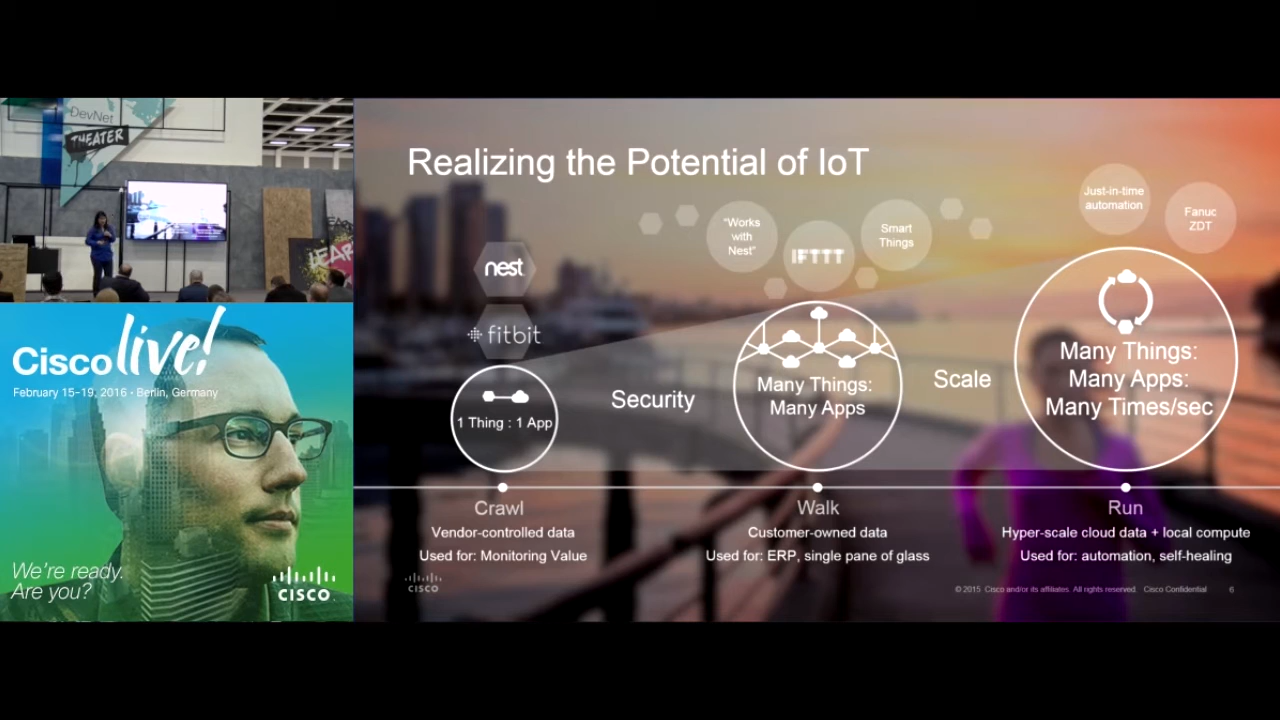 DevNet
THEATER
Cisco live!
February 15-19, 2016 • Berlin, Germany
We're ready.
Are you?
CISCO
Realizing the Potential of IoT
nest
fitbit
1 Thing : 1 App
Security
"Works
with
Nest"
IFTTT
Smart
Things
Many Things:
Many Apps
Scale
Just-in-time
automation
Fanuc
ZDT
Many Things:
Many Apps:
Many Times/sec
Crawl
Vendor-controlled data
Used for: Monitoring Value
Walk
Customer-owned data
Used for: ERP, single pane of glass
Run
Hyper-scale cloud data + local compute
Used for: automation, self-healing
CISCO
© 2015 Cisco and/or its affiliates. All rights reserved. Cisco Confidential 6